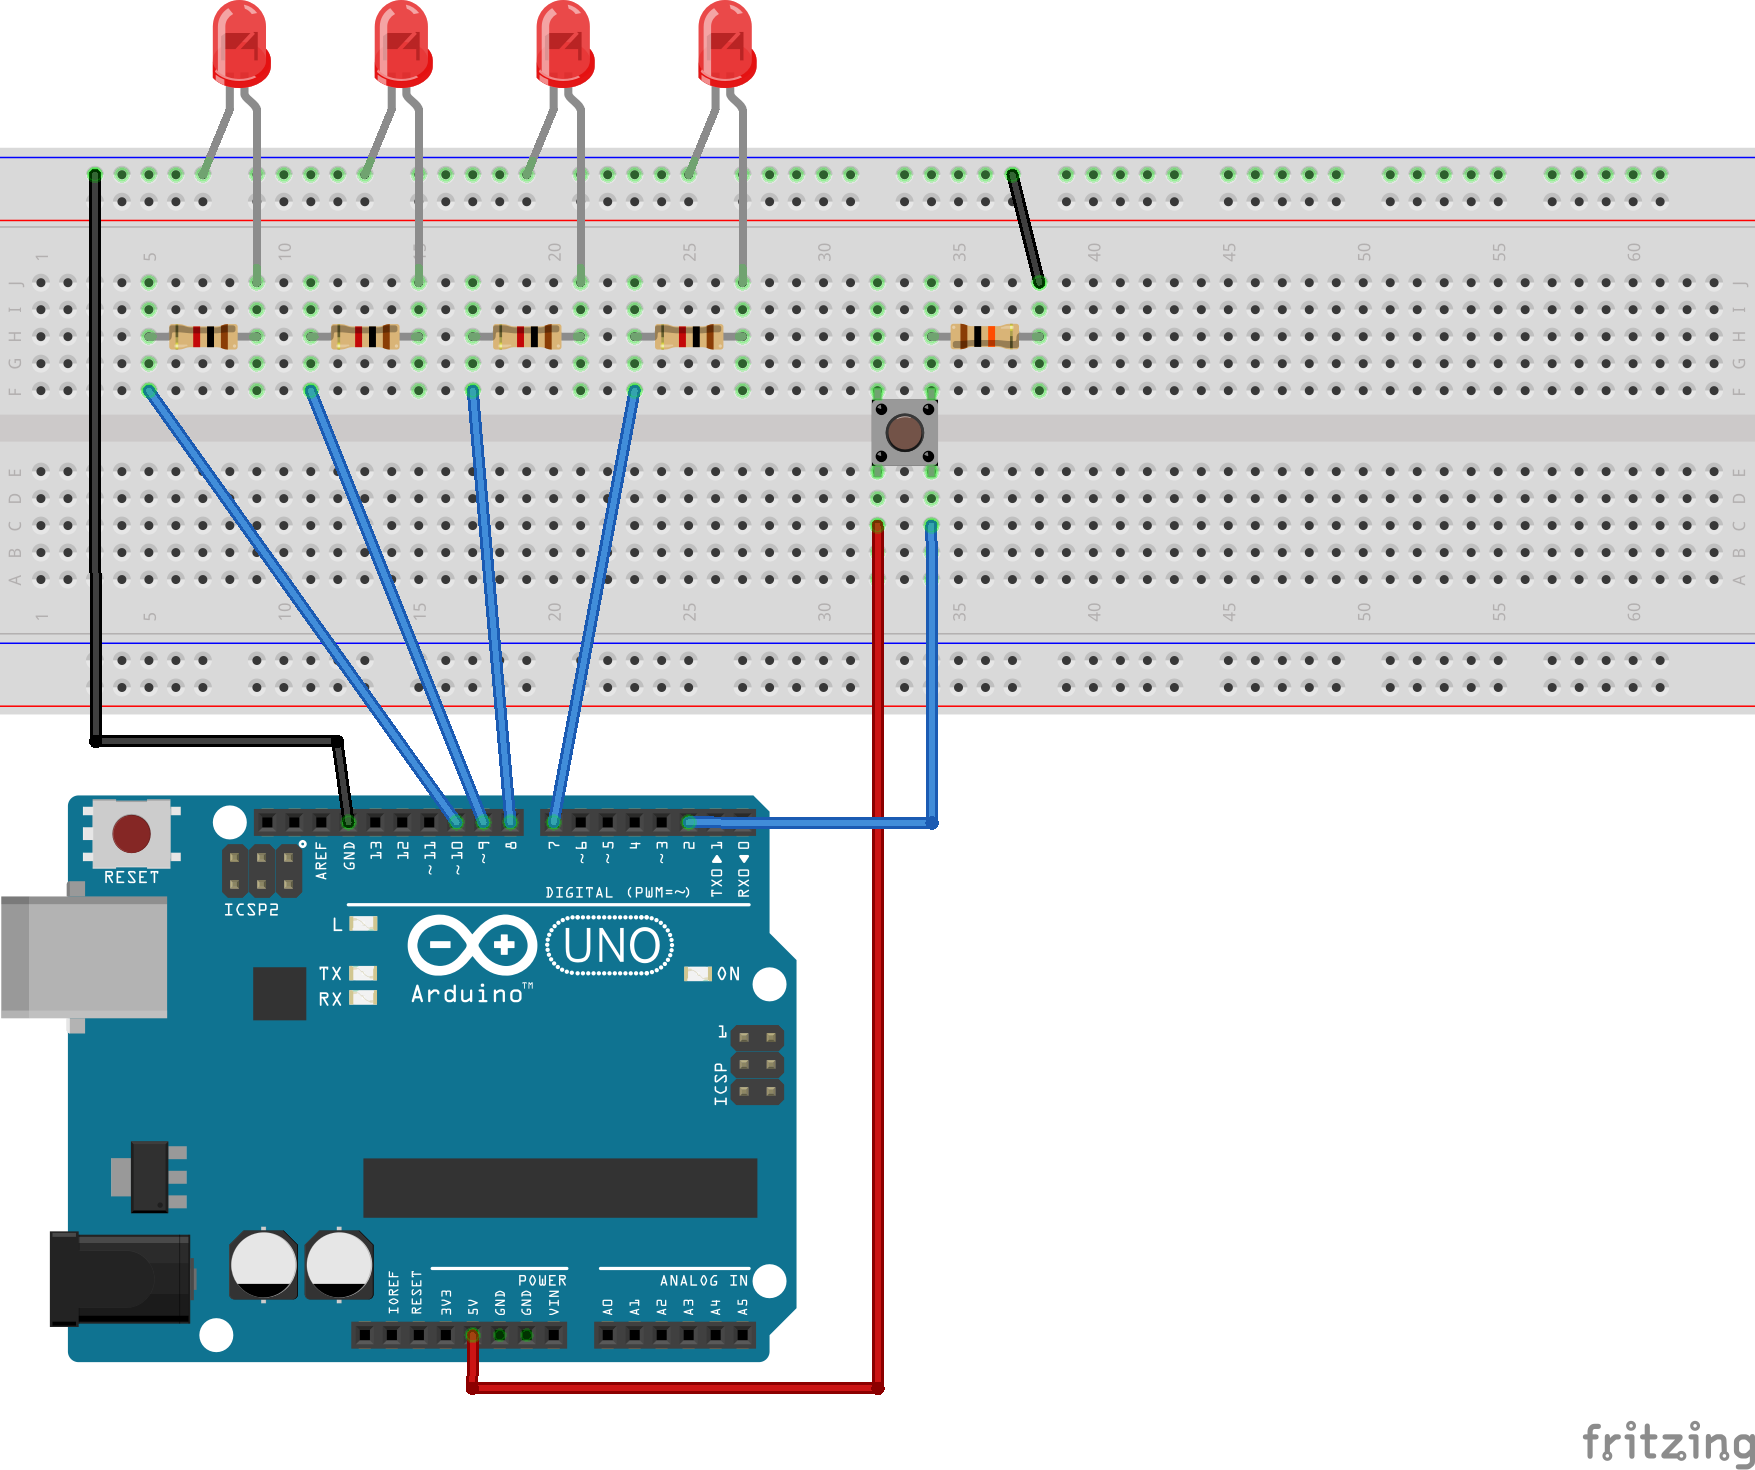 1 5 10 15 20 25 30 35 40 45 50 55 60
J J
I I
H H
G G
F F
E E
D D
C C
B B
A A
1 5 10 15 20 25 30 35 40 45 50 55 60
RESET
ICSP2
AREF
GND
13
12
~11
~10
~9
8
7
~6
~5
4
~3
2
TX0▶1
RX0◀0
DIGITAL (PWM=~)
L
TX
RX
UNO
Arduino™
ON
1
ICSP
IOREF
RESET
3V3
5V
GND
GND
VIN
POWER
A0
A1
A2
A3
A4
A5
ANALOG IN
fritzing